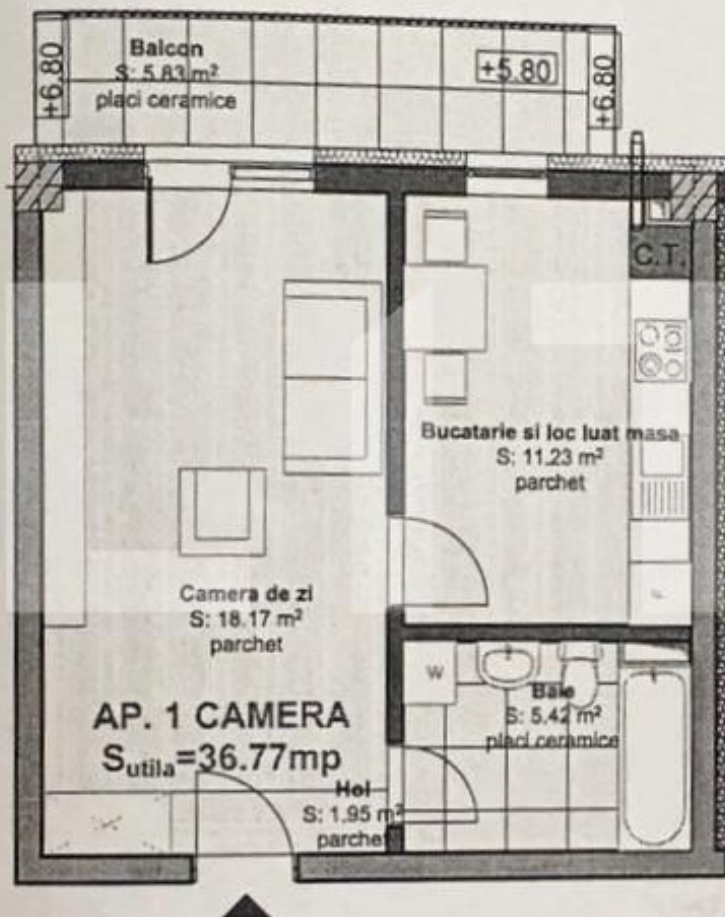 Balcon
S: 5.83 m²
placi ceramice
+6.80
+5.80
+6.80
C.T.
Bucatarie si loc luat masa
S: 11.23 m²
parchet
Camera de zi
S: 18.17 m²
parchet
AP. 1 CAMERA
Sutila=36.77mp
W
Baie
S: 5.42 m²
placi ceramice
Hol
S: 1.95 m²
parchet